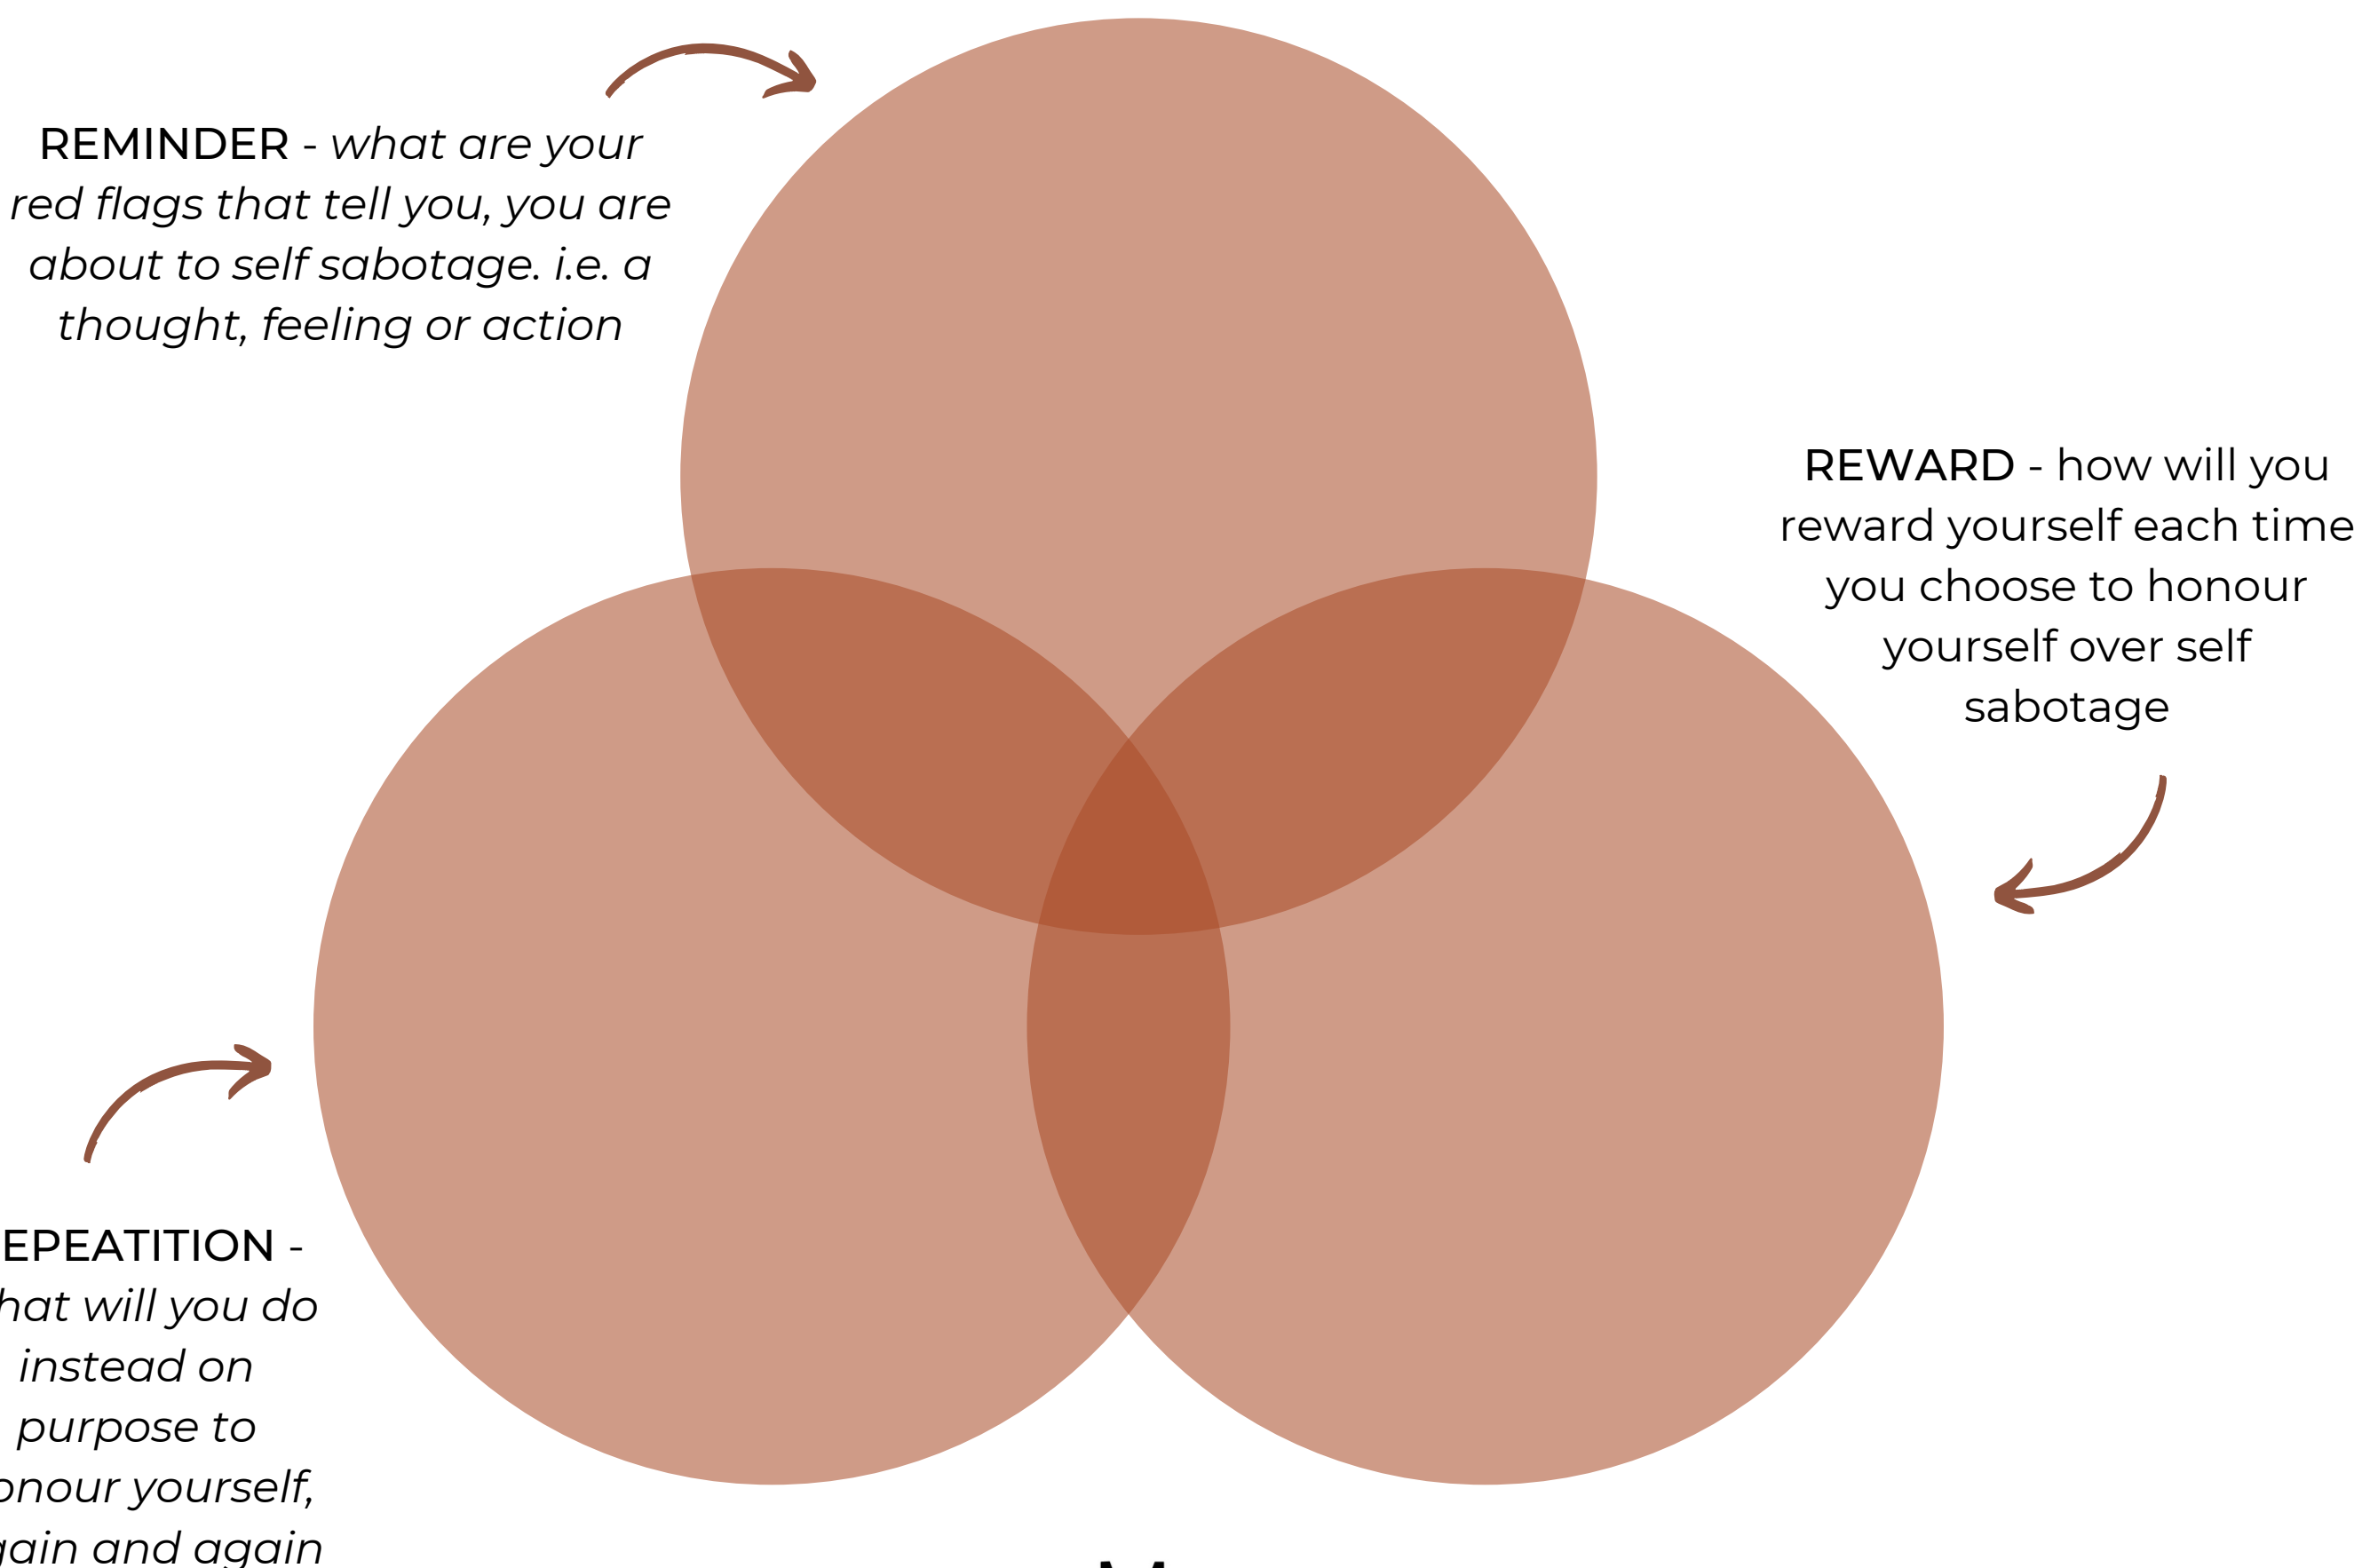 REMINDER - what are your
red flags that tell you, you are
about to self sabotage. i.e. a
thought, feeling or action
REWARD - how will you
reward yourself each time
you choose to honour
yourself over self
sabotage
EPEATITION -
hat will you do
instead on
purpose to
onour yourself,
gain and again